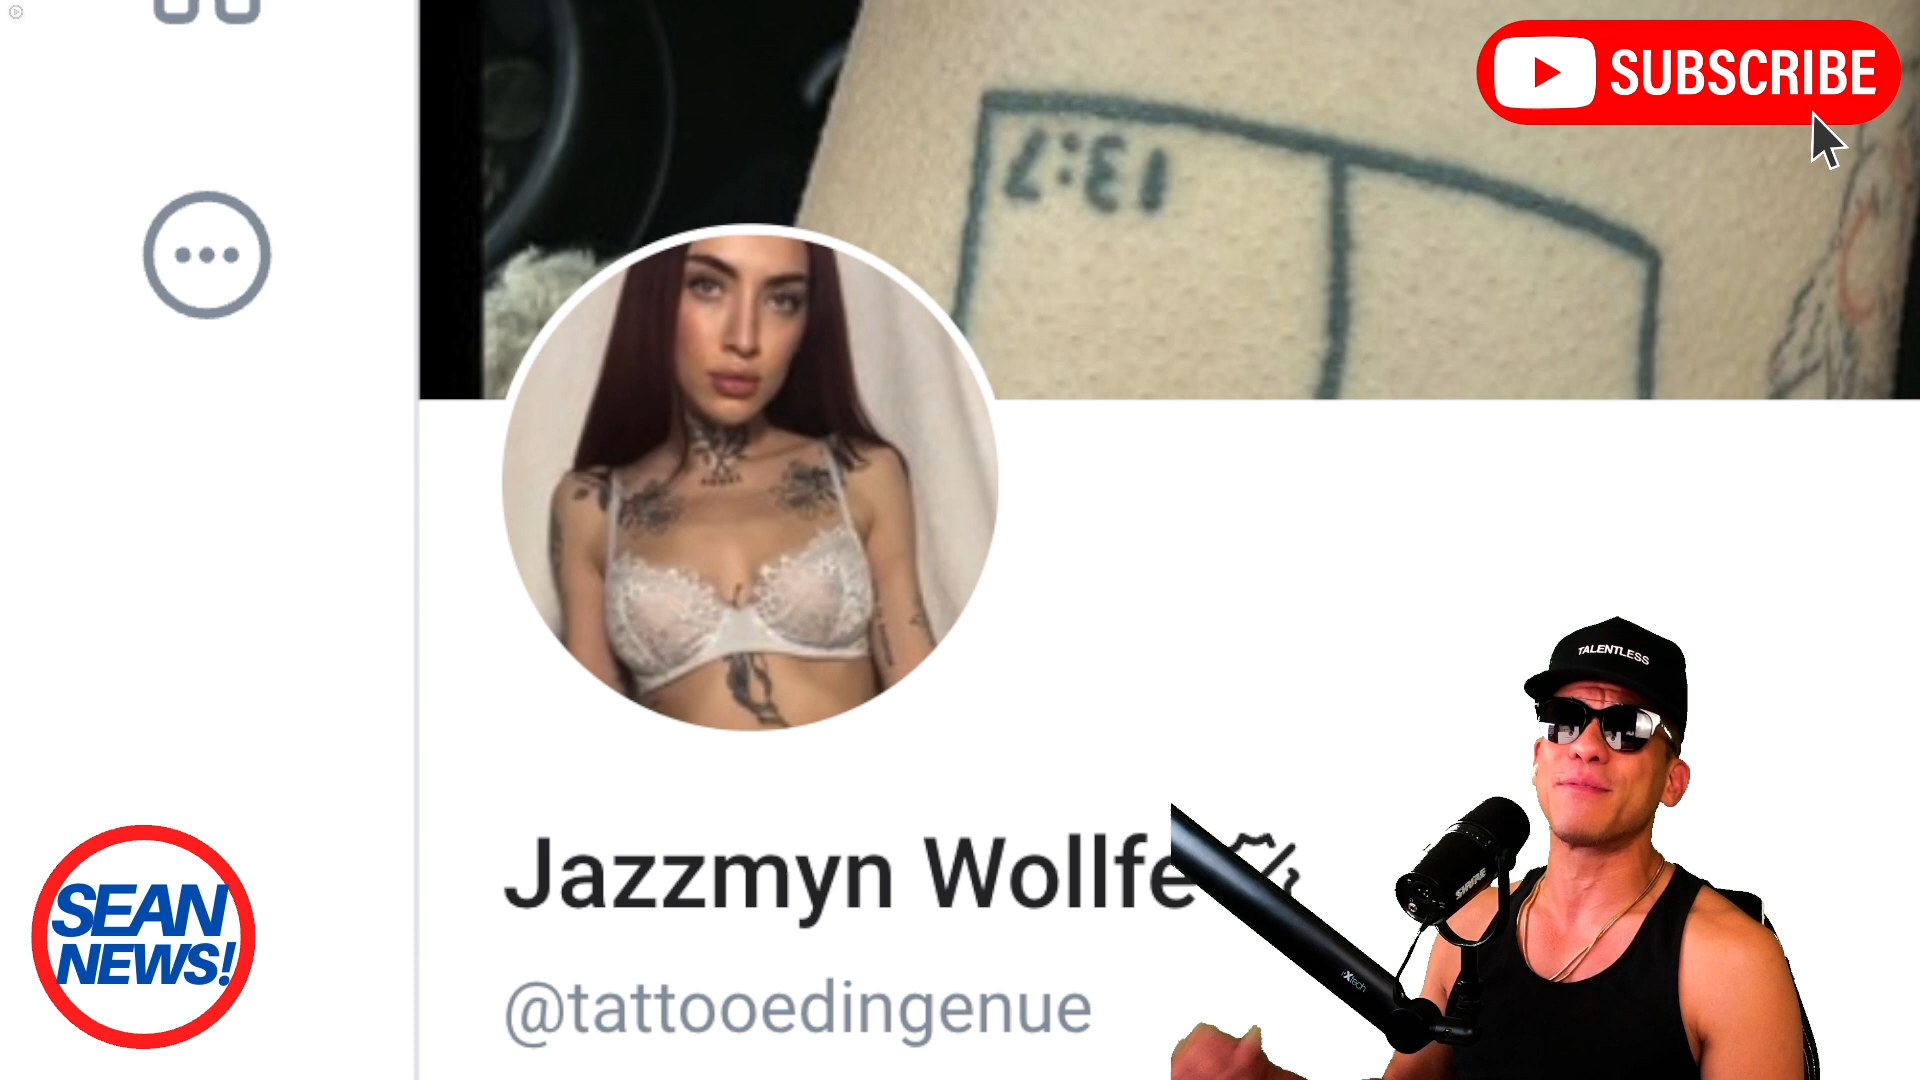 SUBSCRIBE
13:7
TALENTLESS
Jazzmyn Wollfe
@tattooedingenue
SEAN
NEWS!
SHURE